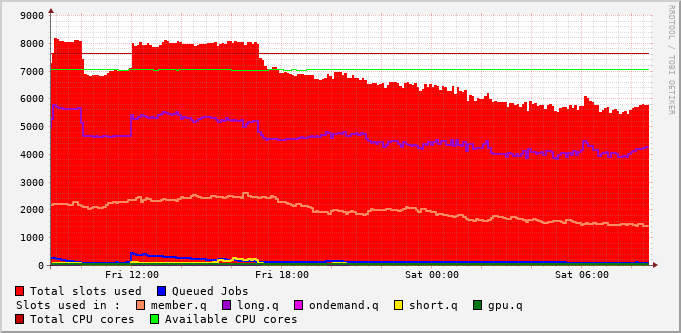 RRDTOOL / TOBI OETIKER
9000
8000
7000
6000
5000
4000
3000
2000
1000
0
Fri 12:00 Fri 18:00 Sat 00:00 Sat 06:00
Total slots used Queued Jobs
Slots used in : member.q long.q ondemand.q short.q gpu.q
Total CPU cores Available CPU cores